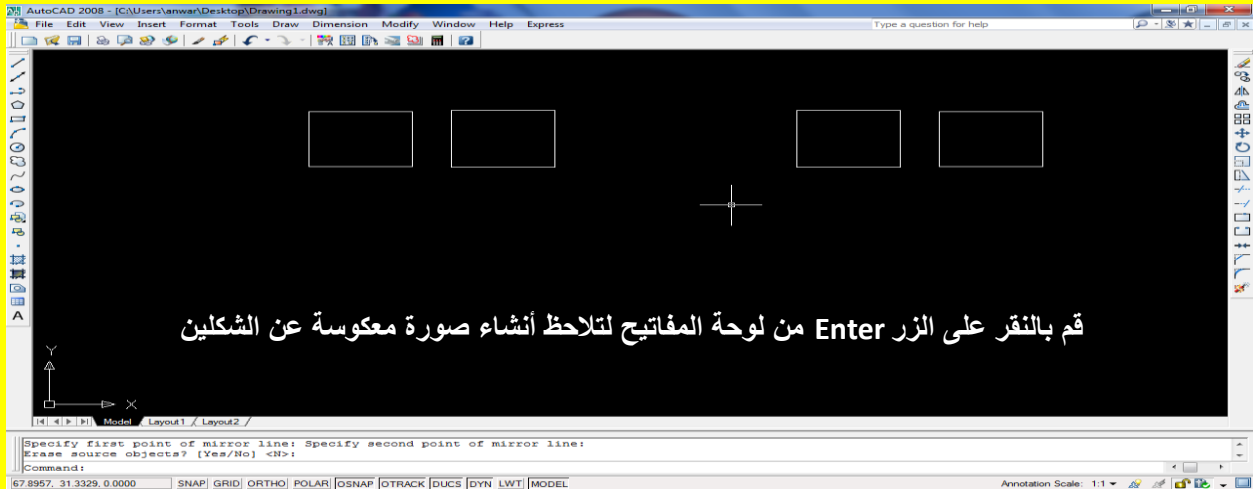 AutoCAD 2008 - [C:\Users\anwar\Desktop\Drawing1.dwg]
File Edit View Insert Format Tools Draw Dimension Modify Window Help Express Type a question for help
A
قم بالنقر على الزر Enter من لوحة المفاتيح لتلاحظ أنشاء صورة معكوسة عن الشكلين
Y
X
Model Layout1 Layout2
Specify first point of mirror line: Specify second point of mirror line:
Erase source objects? [Yes/No] <N>:
Command:
67.8957, 31.3329, 0.0000 SNAP GRID ORTHO POLAR OSNAP OTRACK DUCS DYN LWT MODEL Annotation Scale: 1:1